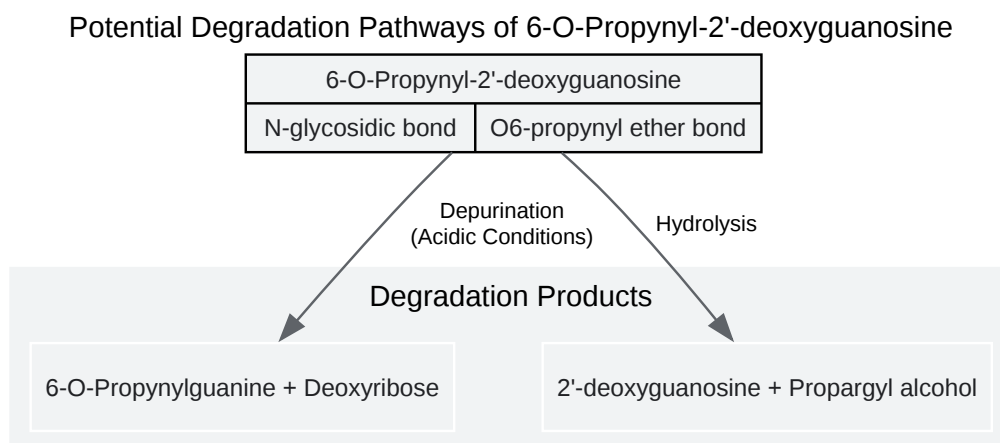 Potential Degradation Pathways of 6-O-Propynyl-2'-deoxyguanosine
6-O-Propynyl-2'-deoxyguanosine
N-glycosidic bond
O6-propynyl ether bond
Depurination
(Acidic Conditions)
Hydrolysis
Degradation Products
6-O-Propynylguanine + Deoxyribose
2'-deoxyguanosine + Propargyl alcohol